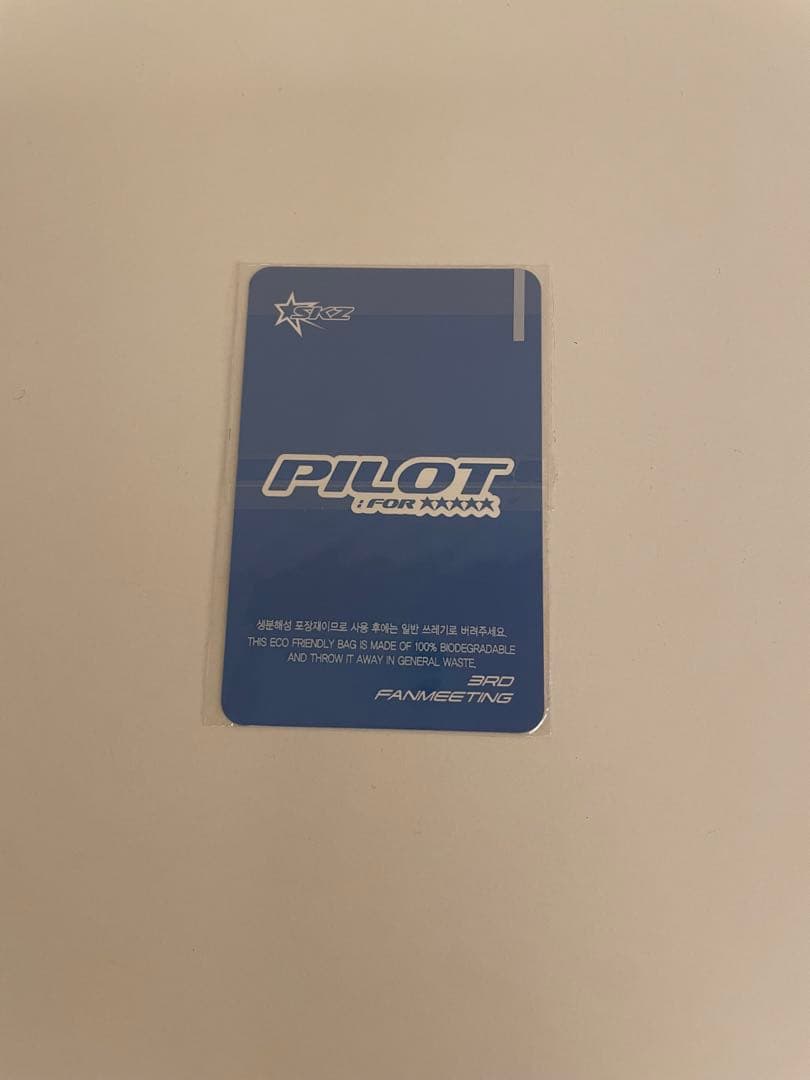 SKZ
PILOT
:FOR ★★★★★
생분해성 포장재이므로 사용 후에는 일반 쓰레기로 버려주세요.
THIS ECO FRIENDLY BAG IS MADE OF 100% BIODEGRADABLE
AND THROW IT AWAY IN GENERAL WASTE.
3RD
FANMEETING